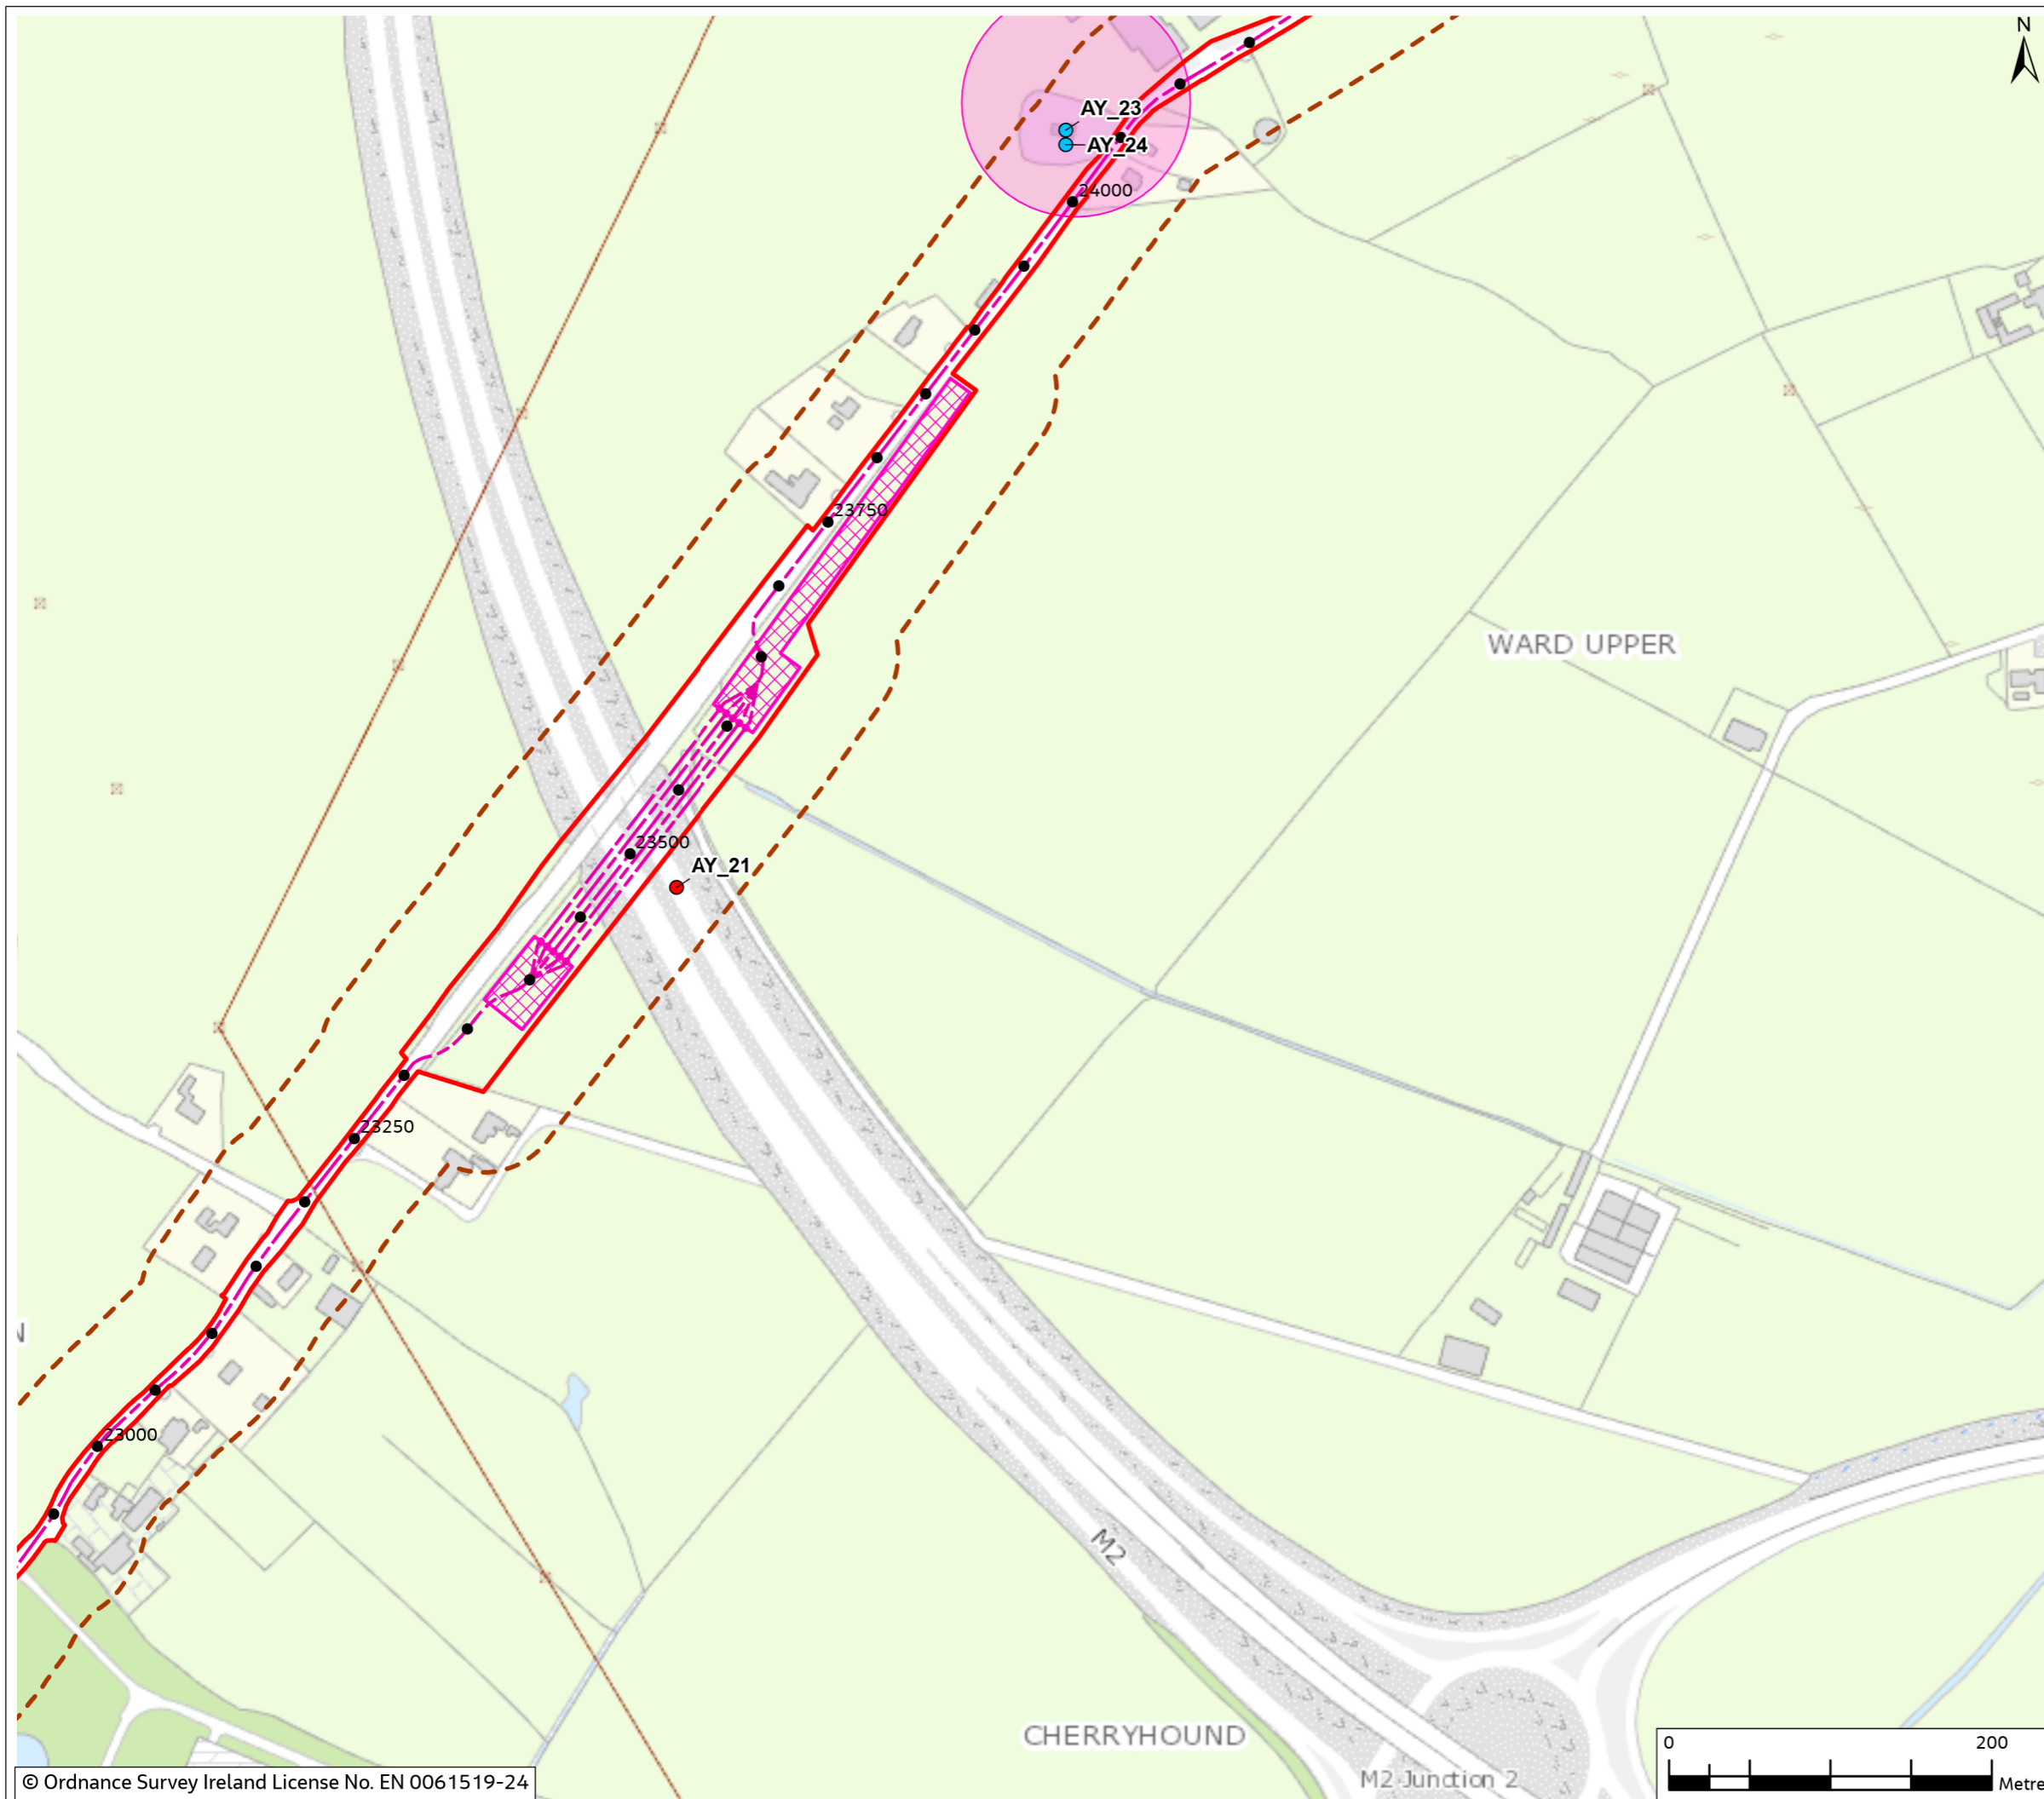 N
AY_23
AY_24
24000
23750
WARD UPPER
23500
AY_21
23250
N
23000
M2
CHERRYHOUND
M2 Junction 2
0 200
Metre
© Ordnance Survey Ireland License No. EN 0061519-24